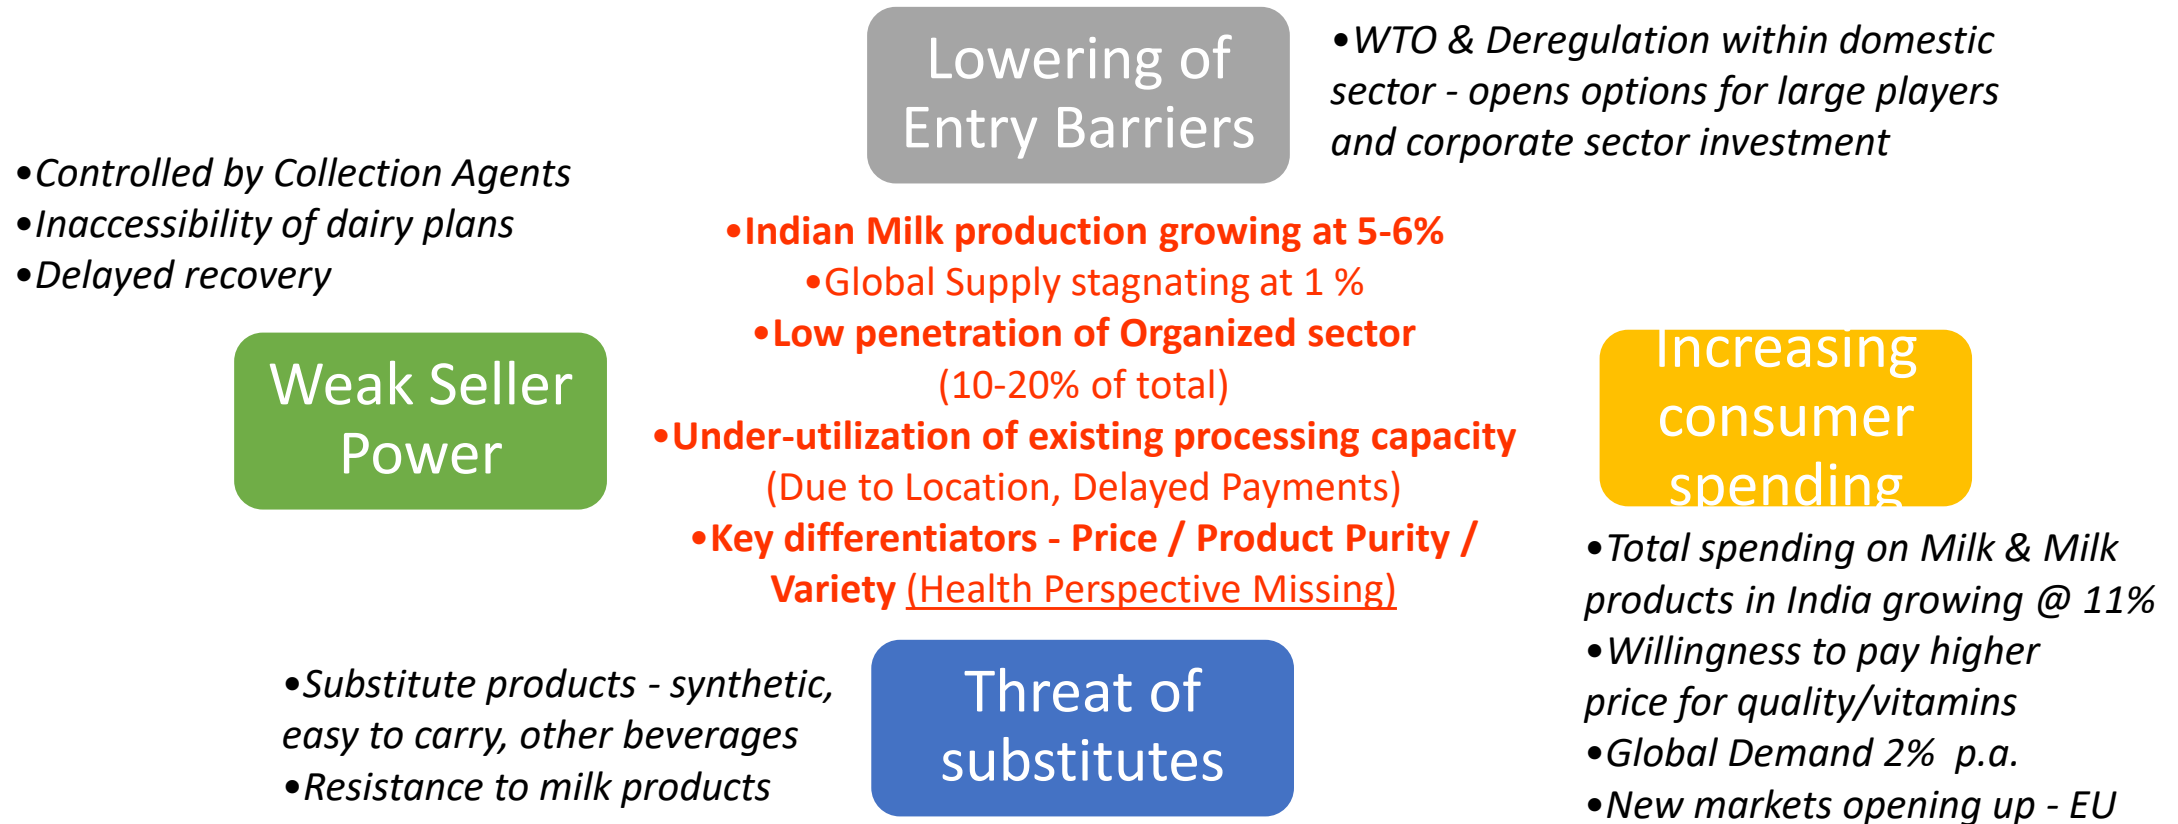 Lowering of
Entry Barriers
•WTO & Deregulation within domestic
sector - opens options for large players
and corporate sector investment
•Controlled by Collection Agents
•Inaccessibility of dairy plans
•Delayed recovery
Weak Seller
Power
•Indian Milk production growing at 5-6%
•Global Supply stagnating at 1 %
•Low penetration of Organized sector
(10-20% of total)
•Under-utilization of existing processing capacity
(Due to Location, Delayed Payments)
•Key differentiators - Price / Product Purity /
Variety (Health Perspective Missing)
Increasing
consumer
spending
•Total spending on Milk & Milk
products in India growing @ 11%
•Willingness to pay higher
price for quality/vitamins
•Global Demand 2% p.a.
•New markets opening up - EU
•Substitute products - synthetic,
easy to carry, other beverages
•Resistance to milk products
Threat of
substitutes